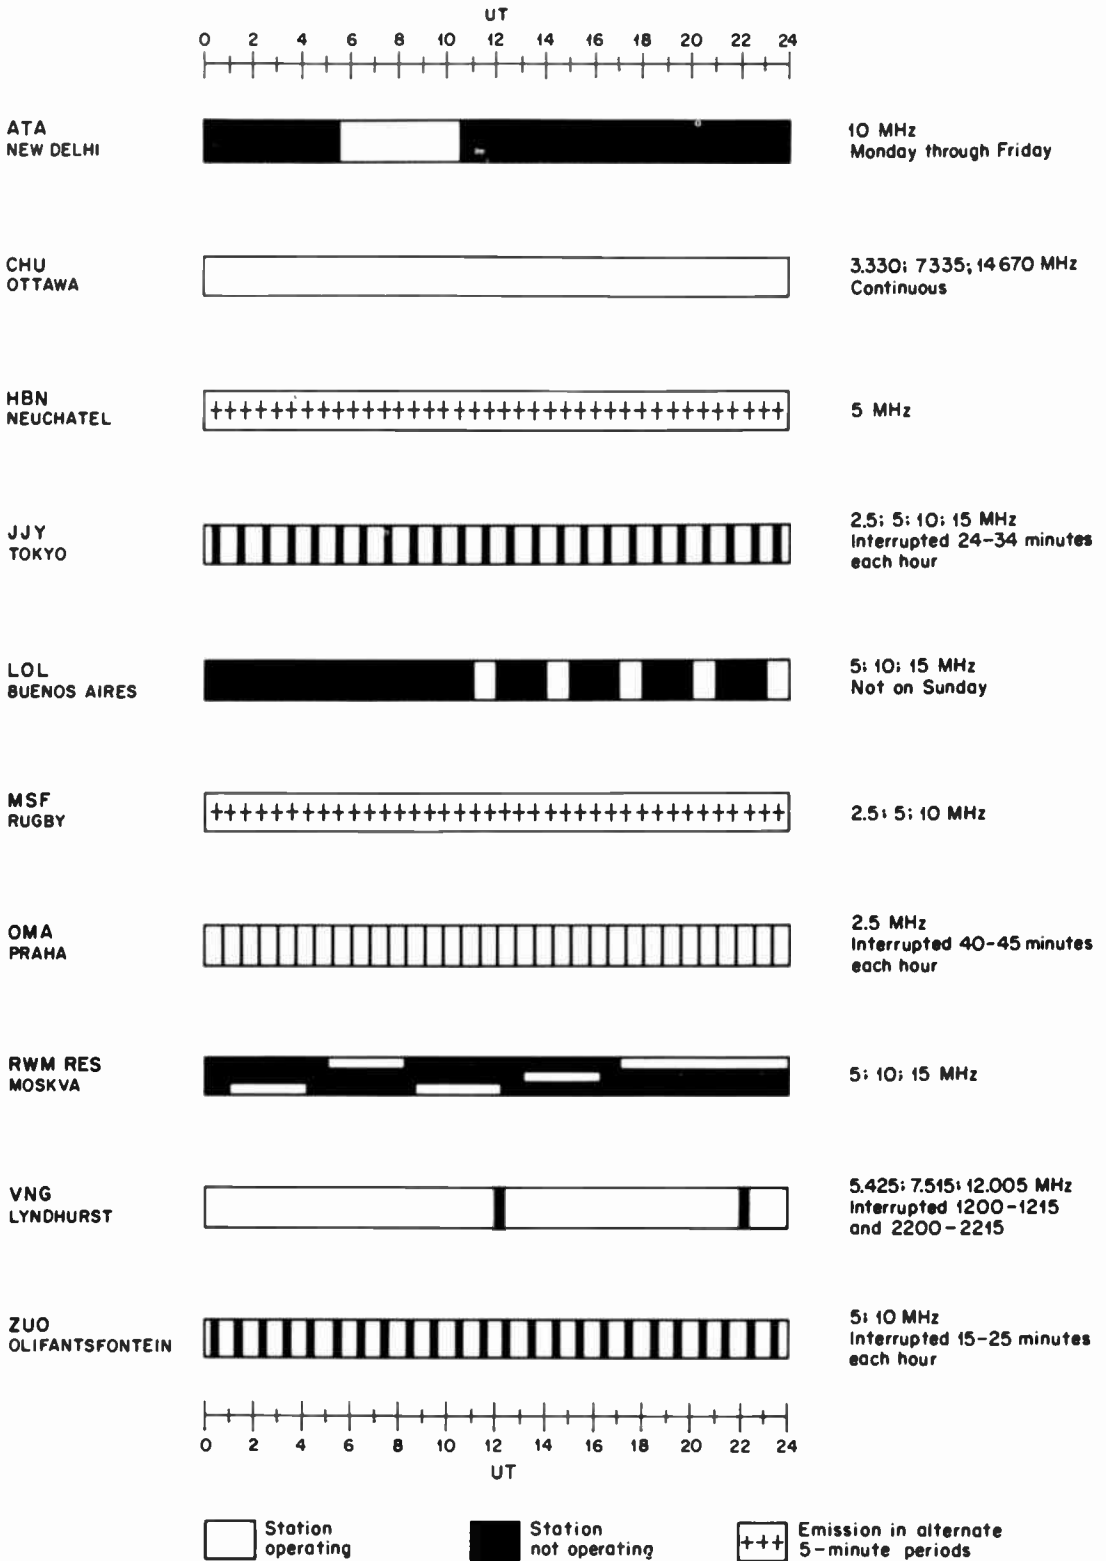 UT
0 2 4 6 8 10 12 14 16 18 20 22 24
ATA
NEW DELHI
10 MHz
Monday through Friday
CHU
OTTAWA
3.330; 7335; 14670 MHz
Continuous
HBN
NEUCHATEL
5 MHz
JJY
TOKYO
2.5; 5; 10; 15 MHz
Interrupted 24-34 minutes
each hour
LOL
BUENOS AIRES
5; 10; 15 MHz
Not on Sunday
MSF
RUGBY
2.5; 5; 10 MHz
OMA
PRAHA
2.5 MHz
Interrupted 40-45 minutes
each hour
RWM RES
MOSKVA
5; 10; 15 MHz
VNG
LYNDHURST
5.425; 7.515; 12.005 MHz
Interrupted 1200-1215
and 2200-2215
ZUO
OLIFANTSFONTEIN
5; 10 MHz
Interrupted 15-25 minutes
each hour
0 2 4 6 8 10 12 14 16 18 20 22 24
UT
Station
operating
Station
not operating
Emission in alternate
5-minute periods